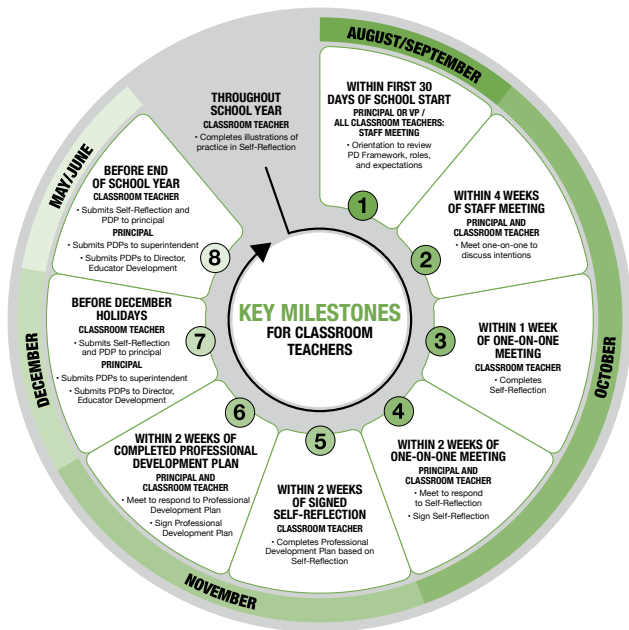 AUGUST/SEPTEMBER
OCTOBER
NOVEMBER
DECEMBER
MAY/JUNE
KEY MILESTONES
FOR CLASSROOM
TEACHERS
THROUGHOUT
SCHOOL YEAR
CLASSROOM TEACHER
• Completes illustrations of
practice in Self-Reflection
1
WITHIN FIRST 30
DAYS OF SCHOOL START
PRINCIPAL OR VP /
ALL CLASSROOM TEACHERS:
STAFF MEETING
• Orientation to review
PD Framework, roles,
and expectations
2
WITHIN 4 WEEKS
OF STAFF MEETING
PRINCIPAL AND
CLASSROOM TEACHER
• Meet one-on-one to
discuss intentions
3
WITHIN 1 WEEK
OF ONE-ON-ONE
MEETING
CLASSROOM TEACHER
• Completes
Self-Reflection
4
WITHIN 2 WEEKS OF
ONE-ON-ONE MEETING
PRINCIPAL AND
CLASSROOM TEACHER
• Meet to respond
to Self-Reflection
• Sign Self-Reflection
5
WITHIN 2 WEEKS
OF SIGNED
SELF-REFLECTION
CLASSROOM TEACHER
• Completes Professional
Development Plan based on
Self-Reflection
6
WITHIN 2 WEEKS OF
COMPLETED PROFESSIONAL
DEVELOPMENT PLAN
PRINCIPAL AND
CLASSROOM TEACHER
• Meet to respond to Professional
Development Plan
• Sign Professional
Development Plan
7
BEFORE DECEMBER
HOLIDAYS
CLASSROOM TEACHER
• Submits Self-Reflection
and PDP to principal
PRINCIPAL
• Submits PDPs to superintendent
• Submits PDPs to Director,
Educator Development
8
BEFORE END
OF SCHOOL YEAR
CLASSROOM TEACHER
• Submits Self-Reflection and
PDP to principal
PRINCIPAL
• Submits PDPs to superintendent
• Submits PDPs to Director,
Educator Development